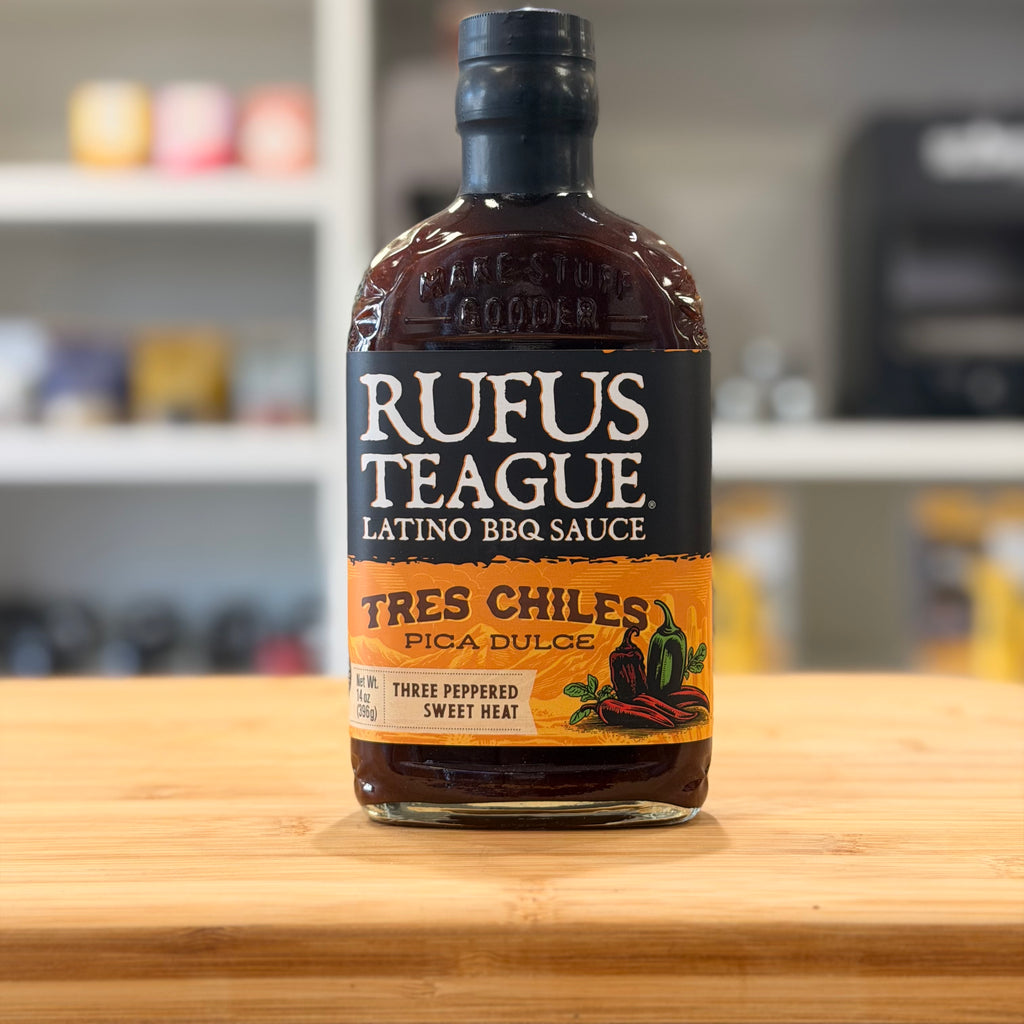 MAKE STUFF
GOODER
RUFUS
TEAGUE®
LATINO BBQ SAUCE
TRES CHILES
PICA DULCE
Net Wt.
14 oz
(396g)
THREE PEPPERED
SWEET HEAT